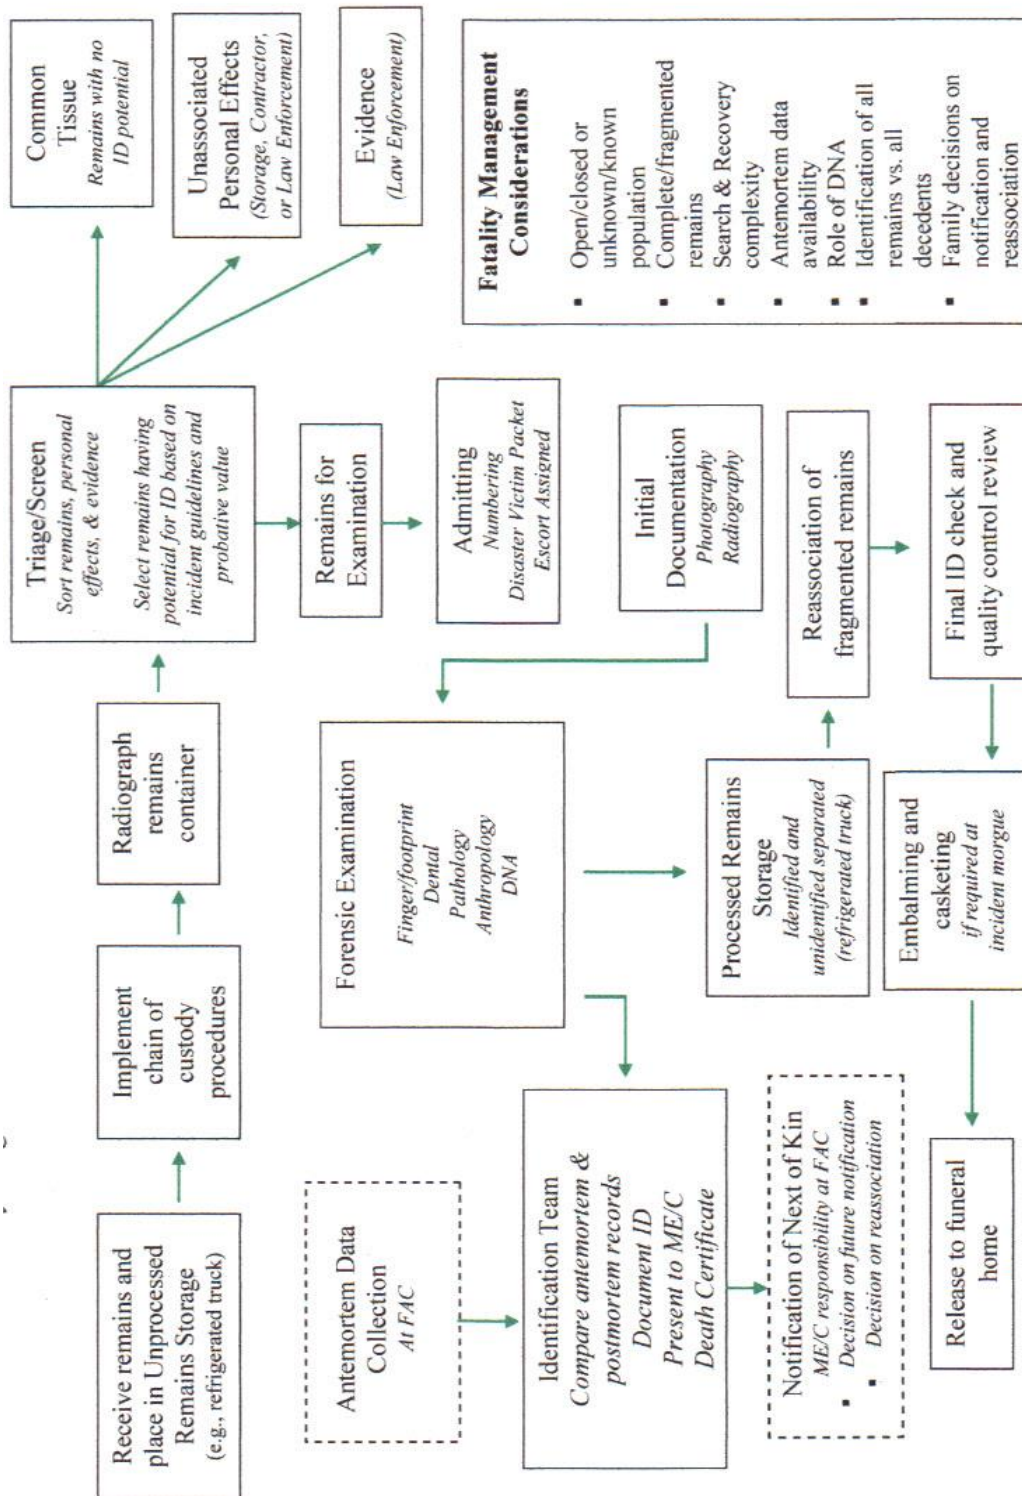 Receive remains and
place in Unprocessed
Remains Storage
(e.g., refrigerated truck)
Implement
chain of
custody
procedures
Radiograph
remains
container
Triage/Screen
Sort remains, personal
effects, & evidence
Select remains having
potential for ID based on
incident guidelines and
probative value
Common
Tissue
Remains with no
ID potential
Unassociated
Personal Effects
(Storage, Contractor,
or Law Enforcement)
Evidence
(Law Enforcement)
Remains for
Examination
Admitting
Numbering
Disaster Victim Packet
Escort Assigned
Initial
Documentation
Photography
Radiography
Forensic Examination
Finger/footprint
Dental
Pathology
Anthropology
DNA
Antemortem Data
Collection
At FAC
Identification Team
Compare antemortem &
postmortem records
Document ID
Present to ME/C
Death Certificate
Notification of Next of Kin
ME/C responsibility at FAC
▪ Decision on future notification
▪ Decision on reassociation
Processed Remains
Storage
Identified and
unidentified separated
(refrigerated truck)
Reassociation of
fragmented remains
Final ID check and
quality control review
Embalming and
casketing
if required at
incident morgue
Release to funeral
home
Fatality Management
Considerations
▪ Open/closed or
unknown/known
population
▪ Complete/fragmented
remains
▪ Search & Recovery
complexity
▪ Antemortem data
availability
▪ Role of DNA
▪ Identification of all
remains vs. all
decedents
▪ Family decisions on
notification and
reassociation